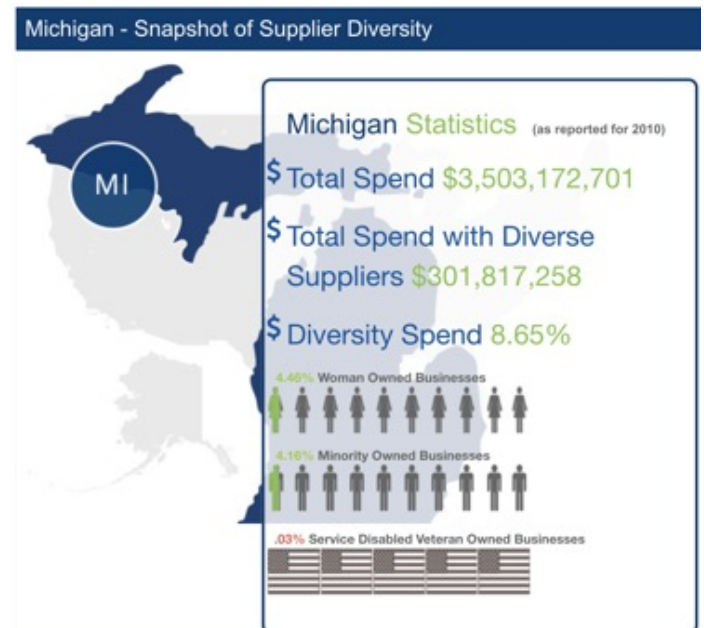 Michigan - Snapshot of Supplier Diversity
MI
Michigan Statistics (as reported for 2010)
$ Total Spend $3,503,172,701
$ Total Spend with Diverse
Suppliers $301,817,258
$ Diversity Spend 8.65%
4.46% Woman Owned Businesses
4.16% Minority Owned Businesses
.03% Service Disabled Veteran Owned Businesses